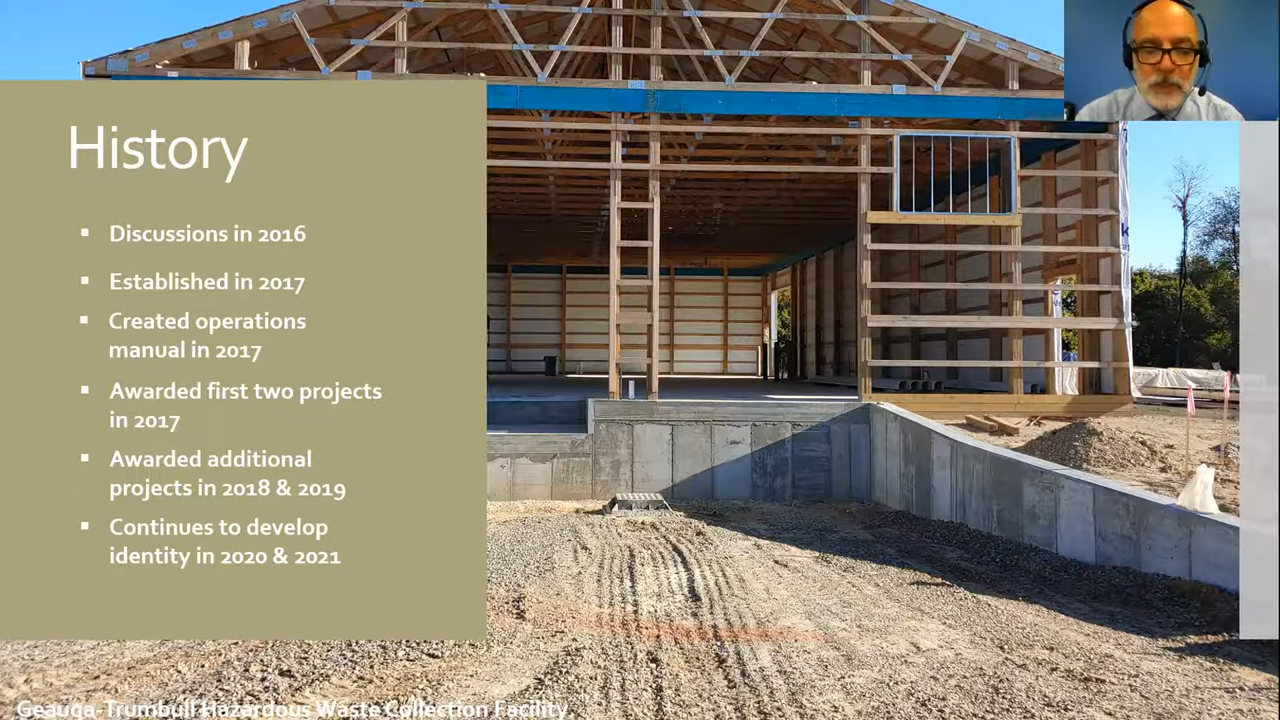 History
▪ Discussions in 2016
▪ Established in 2017
▪ Created operations
manual in 2017
▪ Awarded first two projects
in 2017
▪ Awarded additional
projects in 2018 & 2019
▪ Continues to develop
identity in 2020 & 2021
Geauga-Trumbull Hazardous Waste Collection Facility